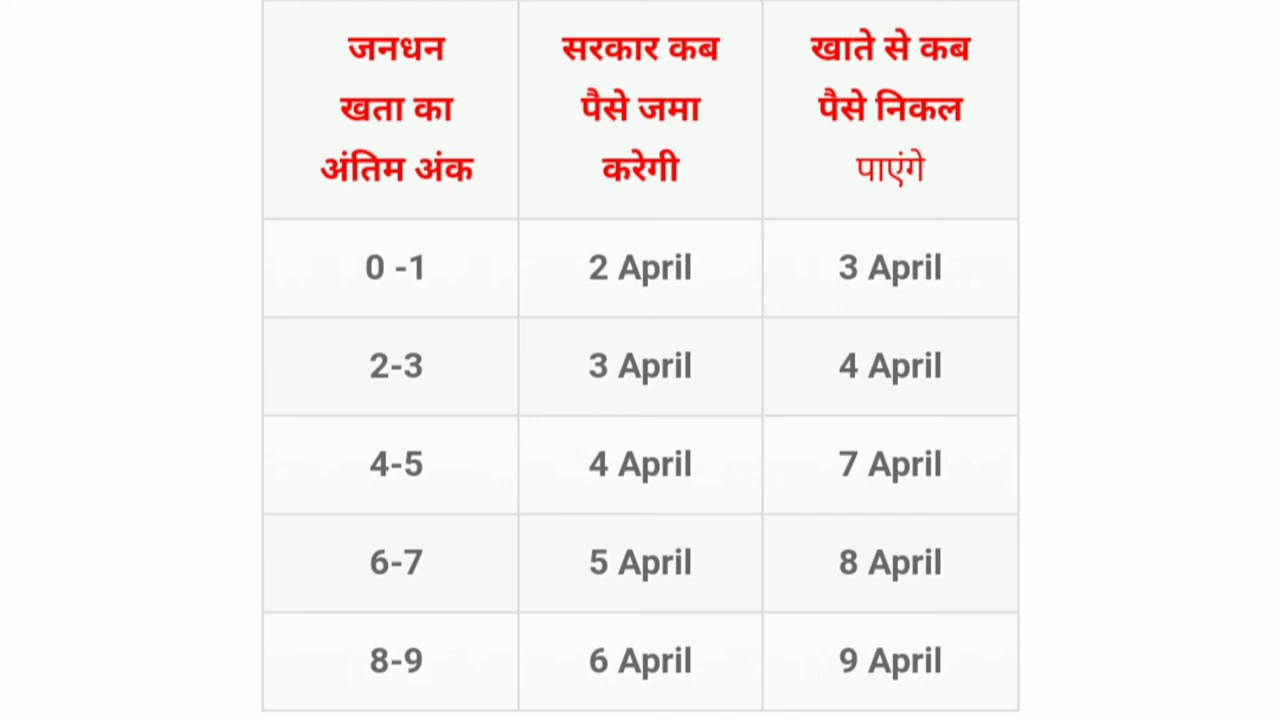 जनधन
खता का
अंतिम अंक
सरकार कब
पैसे जमा
करेगी
खाते से कब
पैसे निकल
पाएंगे
0 -1
2 April
3 April
2-3
3 April
4 April
4-5
4 April
7 April
6-7
5 April
8 April
8-9
6 April
9 April